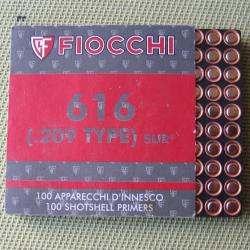 FIOCCHI
616
(.209 TYPE)
100 APPARECCHI D'INNESCO
100 SHOTSHELL PRIMERS